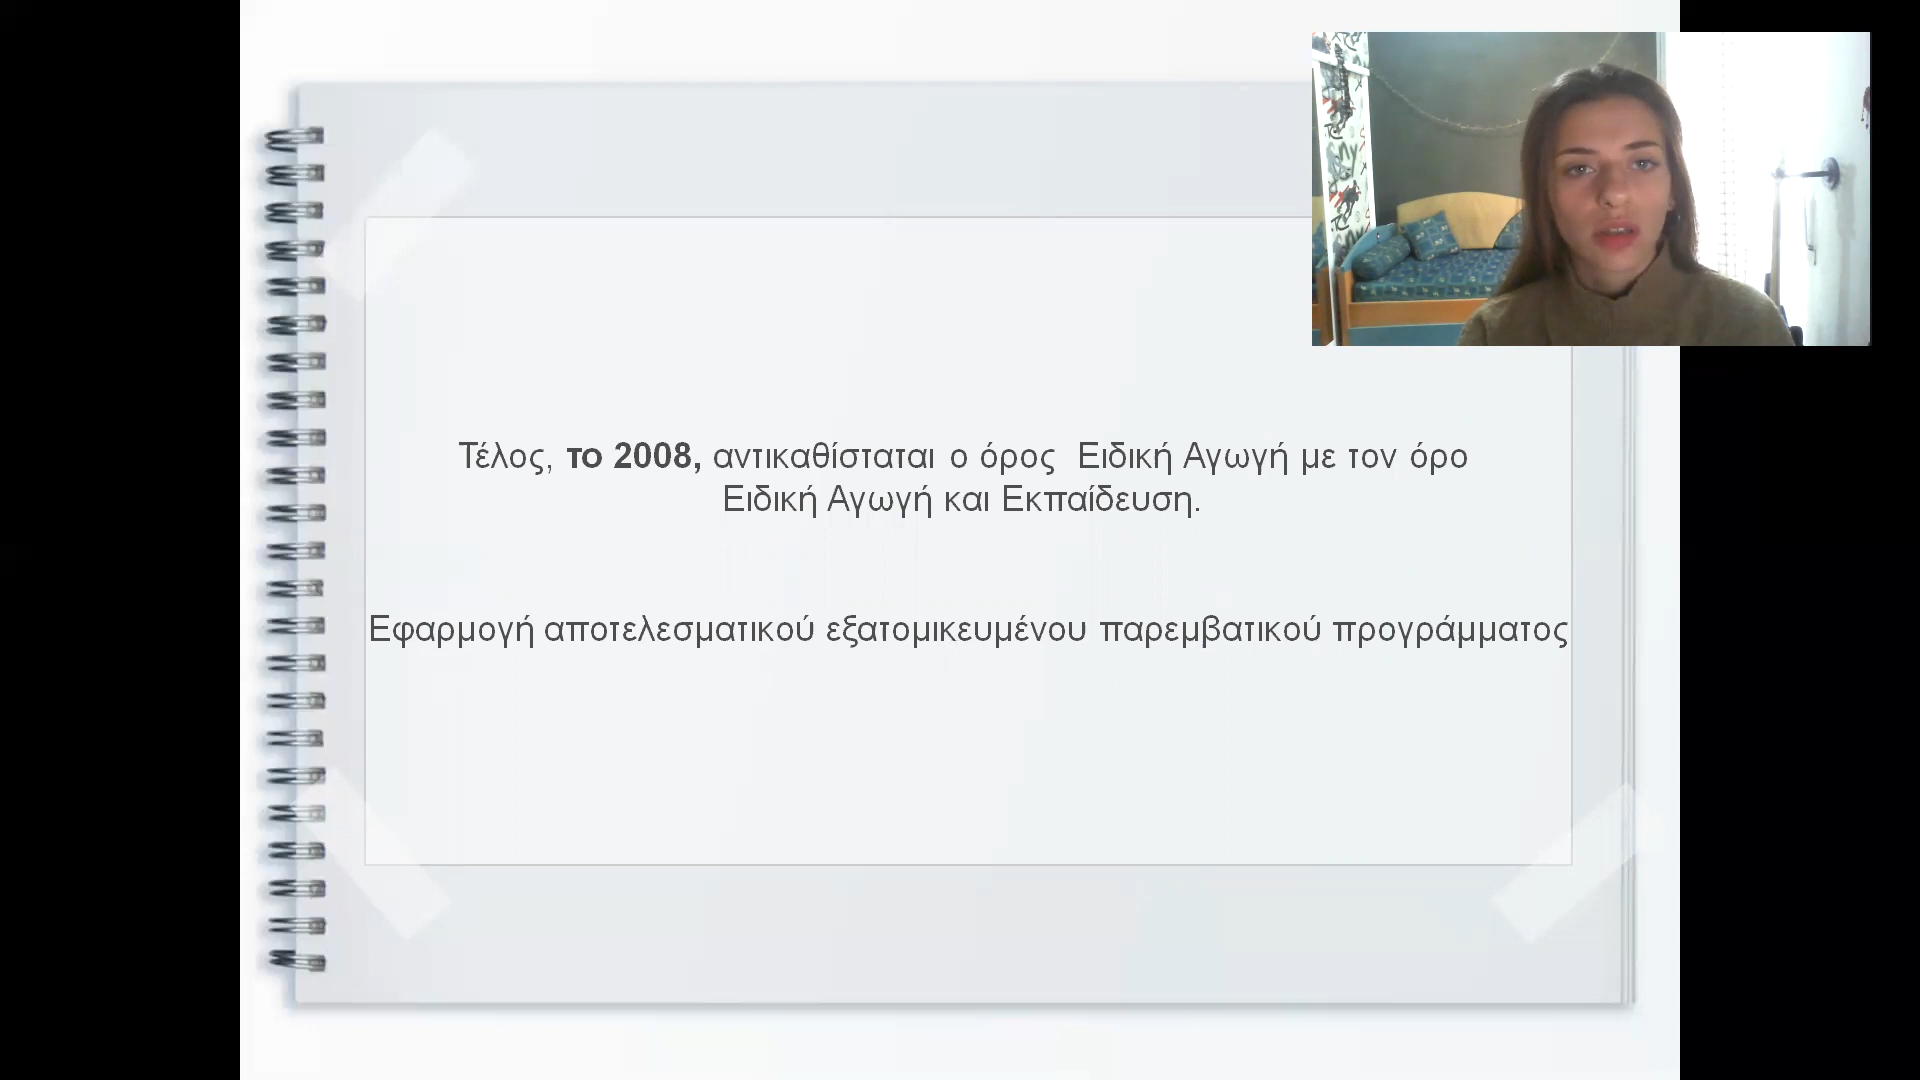 Τέλος, το 2008, αντικαθίσταται ο όρος Ειδική Αγωγή με τον όρο
Ειδική Αγωγή και Εκπαίδευση.
Εφαρμογή αποτελεσματικού εξατομικευμένου παρεμβατικού προγράμματος